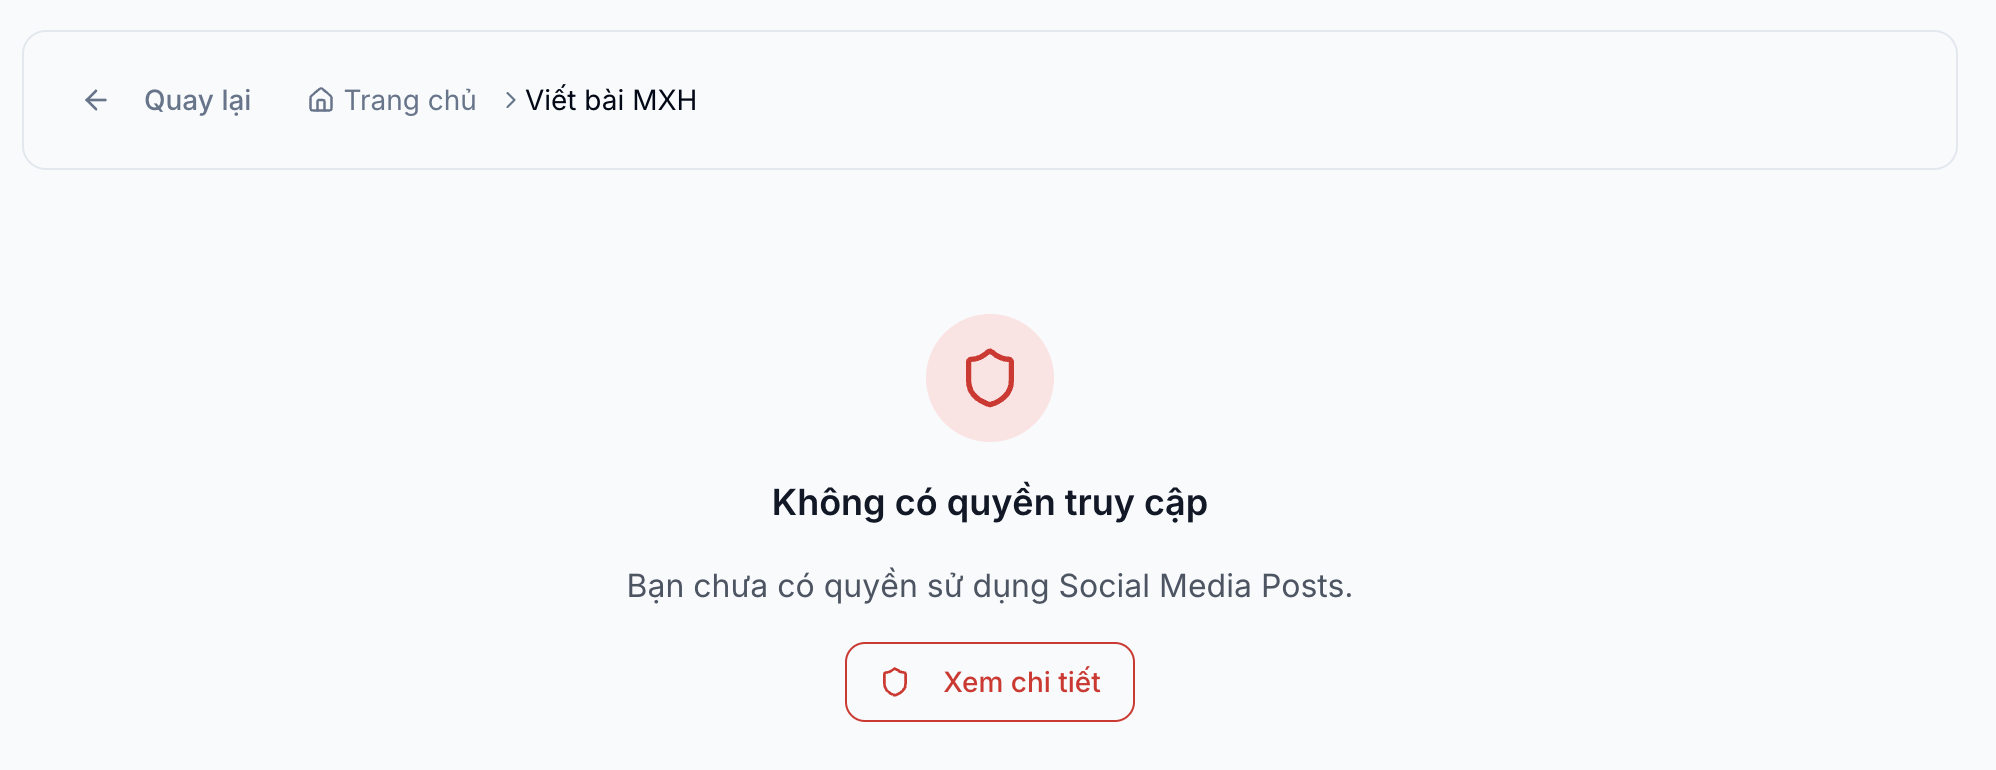 Quay lại Trang chủ Viết bài MXH
Không có quyền truy cập
Bạn chưa có quyền sử dụng Social Media Posts.
Xem chi tiết